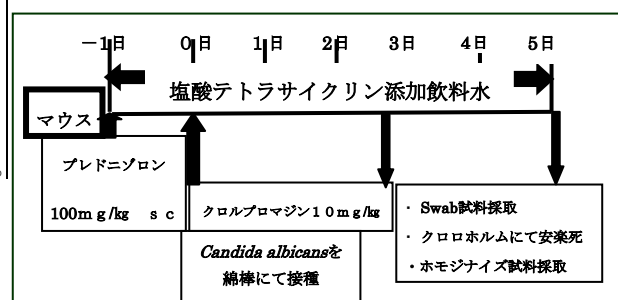 －1日 0日 1日 2日 3日 4日 5日
塩酸テトラサイクリン添加飲料水
マウス
プレドニゾロン
100mg/kg ｓｃ
クロルプロマジン１０mg/kg
Candida albicansを
綿棒にて接種
・ Swab試料採取
・ クロロホルムにて安楽死
・ホモジナイズ試料採取